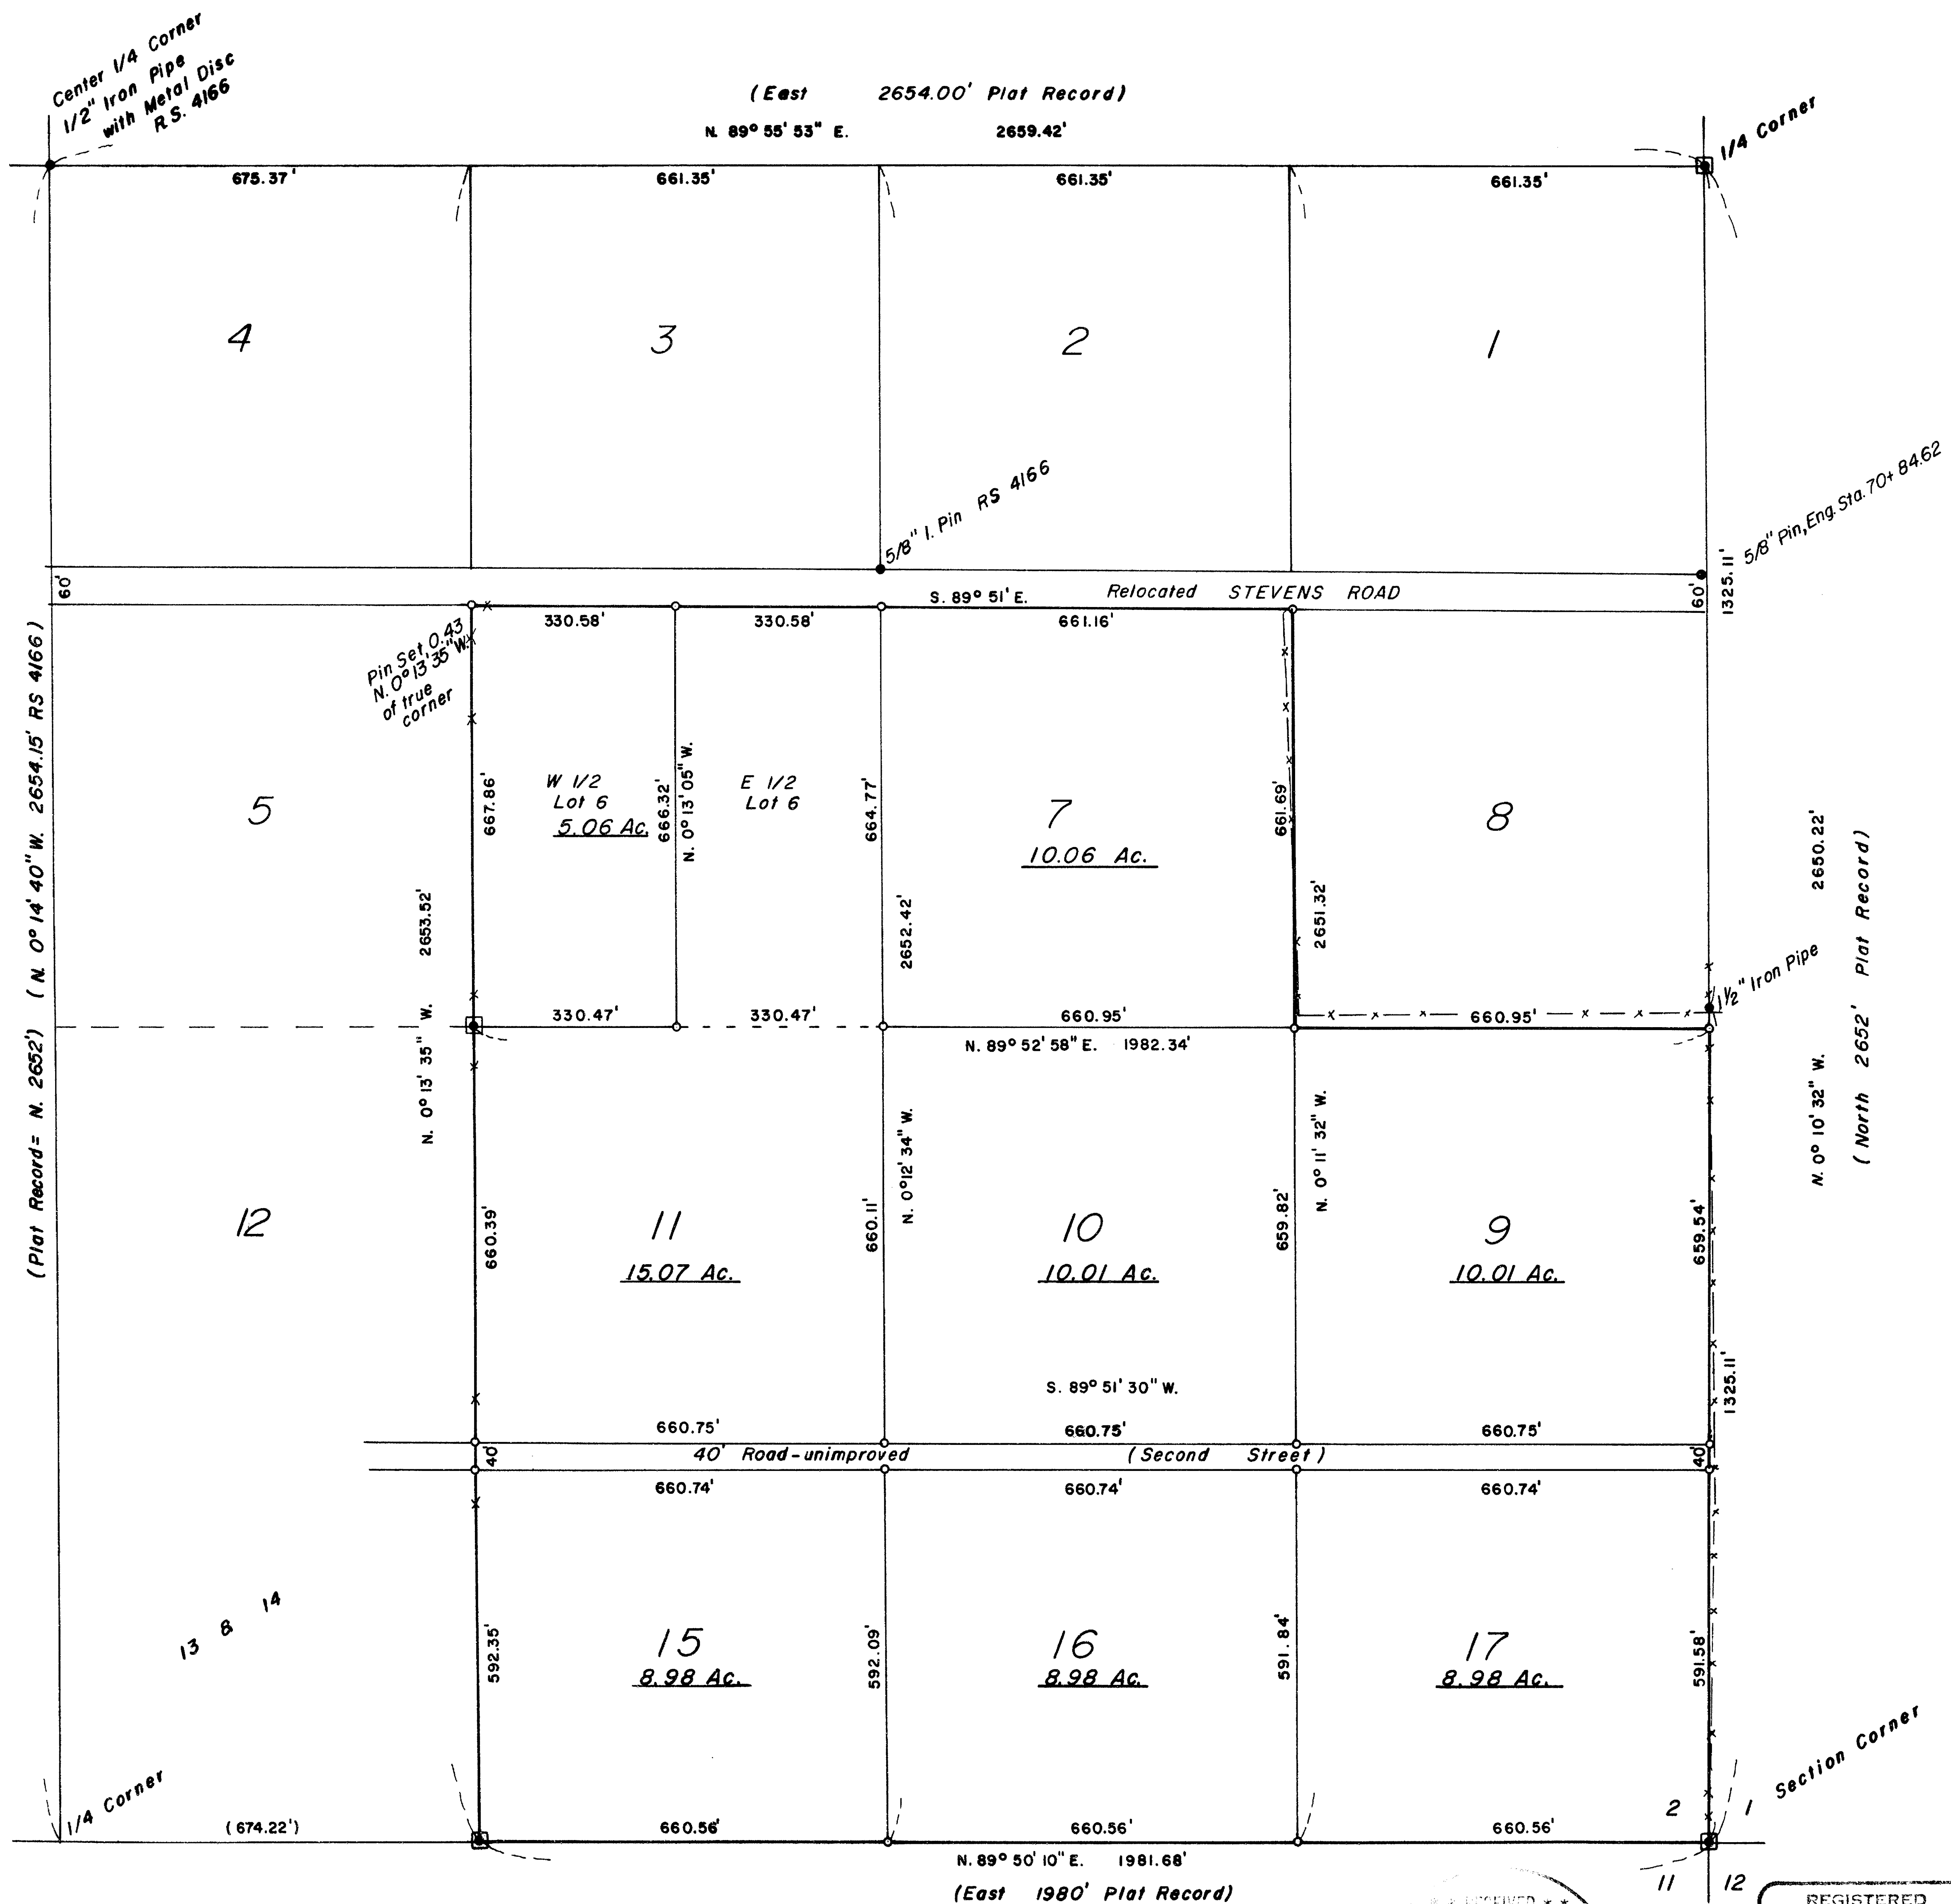 Center 1/4 Corner
1/2" Iron Pipe
with Metal Disc
RS. 4166
(East 2654.00' Plat Record)
N. 89° 55' 53" E. 2659.42'
1/4 Corner
675.37'
661.35'
661.35'
661.35'
4
3
2
1
5/8" I. Pin RS 4166
5/8" Pin, Eng. Sta. 70+ 84.62
1325.11'
60'
S. 89° 51' E. Relocated STEVENS ROAD
60'
330.58'
330.58'
661.16'
Pin Set 0.43
N. 0° 13' 35" W.
of true
corner
(Plat Record= N. 2652') (N. 0° 14' 40" W. 2654.15' RS 4166)
5
667.86'
W 1/2
Lot 6
5.06 Ac.
666.32'
N. 0° 13' 05" W.
E 1/2
Lot 6
664.77'
7
10.06 Ac.
661.69'
8
N. 0° 13' 35" W. 2653.52'
2652.42'
2651.32'
N. 0° 10' 32" W. 2650.22'
(North 2652' Plat Record)
1 1/2" Iron Pipe
330.47'
330.47'
660.95'
660.95'
N. 89° 52' 58" E. 1982.34'
N. 0° 12' 34" W.
N. 0° 11' 32" W.
12
660.39'
11
15.07 Ac.
660.11'
10
10.01 Ac.
659.82'
9
10.01 Ac.
659.54'
1325.11'
S. 89° 51' 30" W.
660.75'
660.75'
660.75'
40'
40' Road-unimproved (Second Street)
40'
660.74'
660.74'
660.74'
13 & 14
592.35'
15
8.98 Ac.
592.09'
16
8.98 Ac.
591.84'
17
8.98 Ac.
591.58'
1/4 Corner
Section Corner
2 1
(674.22')
660.56'
660.56'
660.56'
N. 89° 50' 10" E. 1981.68'
(East 1980' Plat Record)
11 12
RECEIVED
REGISTERED